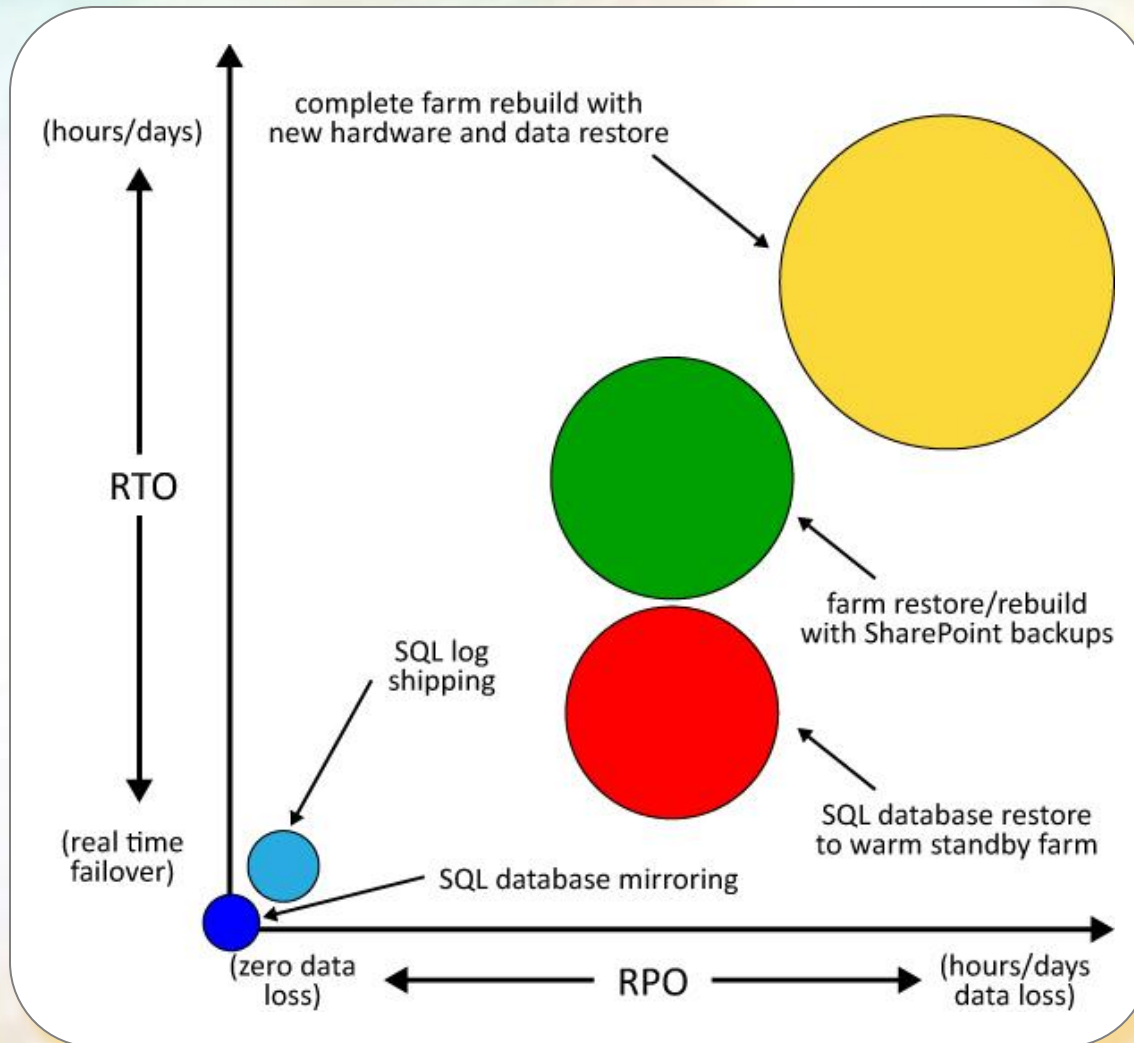 complete farm rebuild with
new hardware and data restore
(hours/days)
RTO
farm restore/rebuild
with SharePoint backups
SQL log
shipping
SQL database restore
to warm standby farm
(real time
failover)
SQL database mirroring
(zero data
loss)
RPO
(hours/days
data loss)